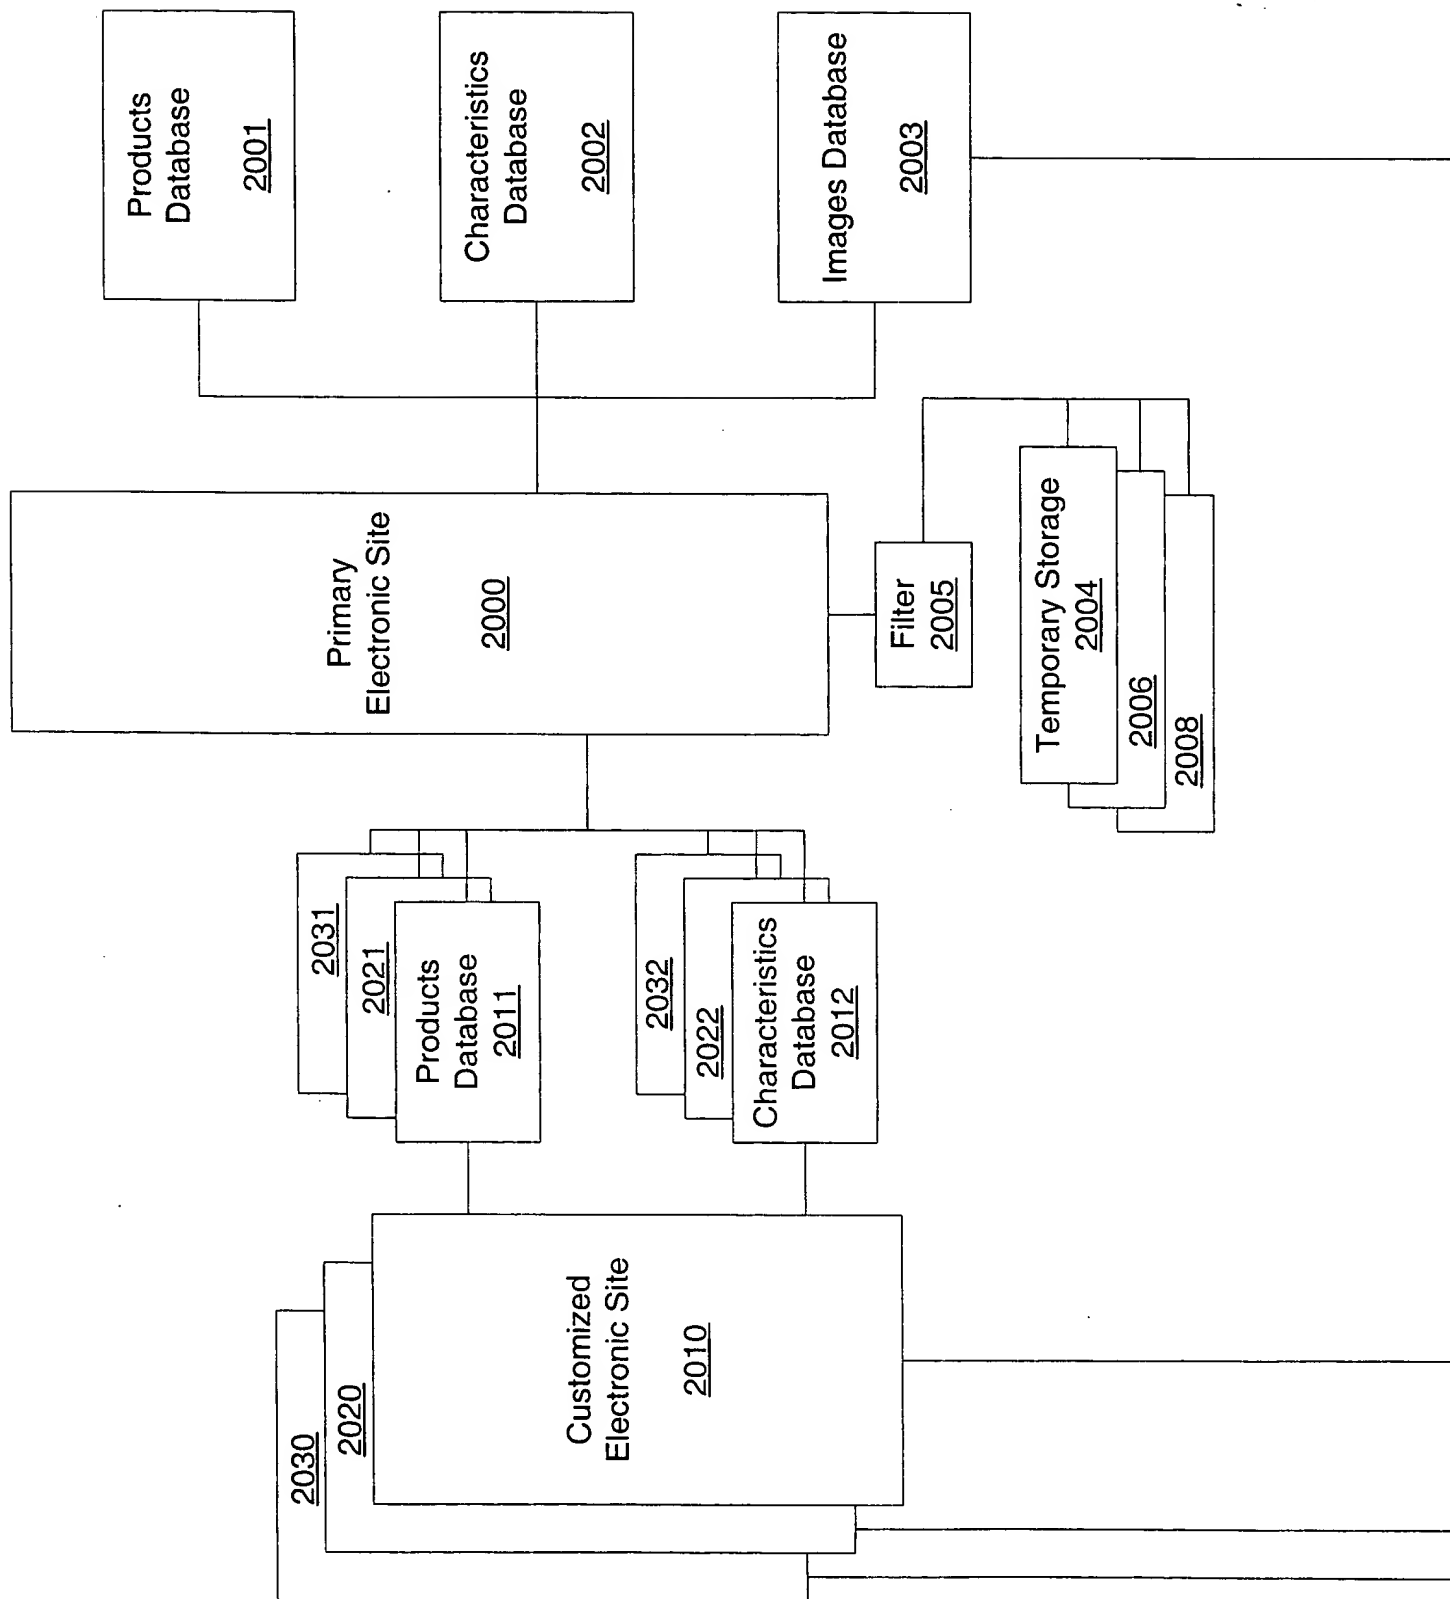 Products
Database
2001
Characteristics
Database
2002
Images Database
2003
Primary
Electronic Site
2000
Filter
2005
Temporary Storage
2004
2006
2008
2031
2021
Products
Database
2011
2032
2022
Characteristics
Database
2012
2030
2020
Customized
Electronic Site
2010